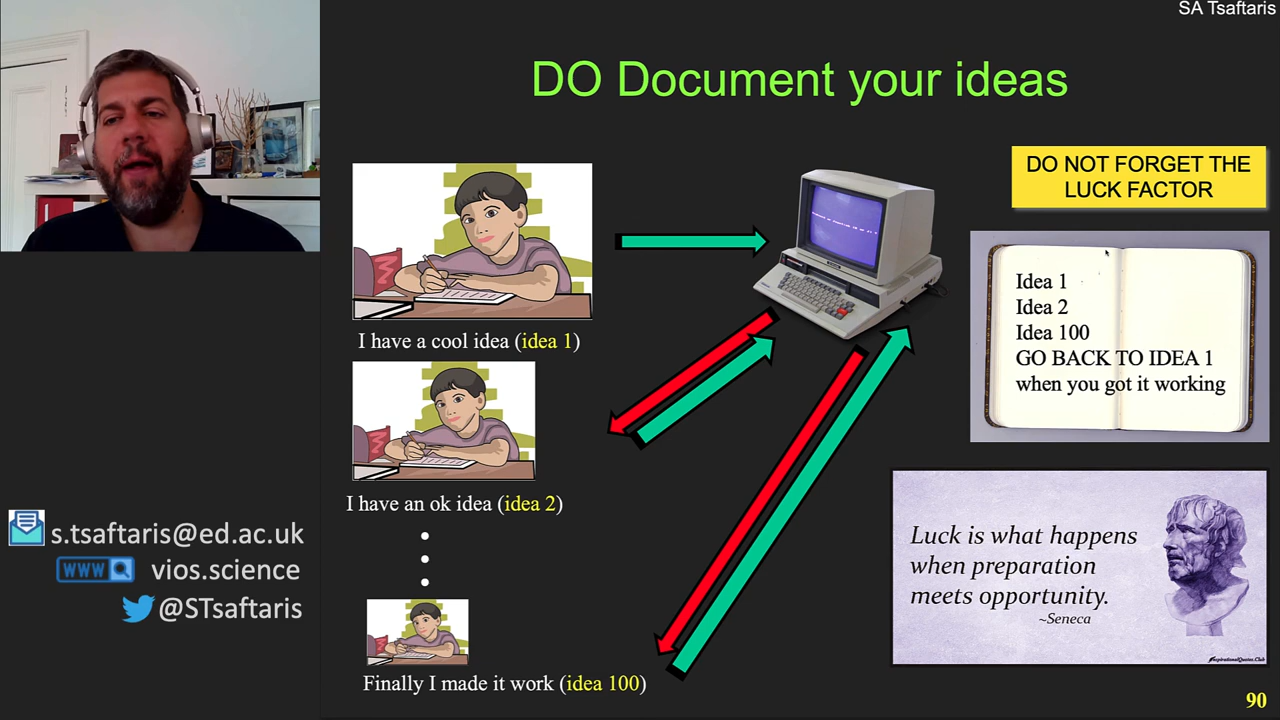 SA Tsaftaris
DO Document your ideas
DO NOT FORGET THE
LUCK FACTOR
I have a cool idea (idea 1)
I have an ok idea (idea 2)
Finally I made it work (idea 100)
Idea 1
Idea 2
Idea 100
GO BACK TO IDEA 1
when you got it working
Luck is what happens
when preparation
meets opportunity.
~Seneca
s.tsaftaris@ed.ac.uk
WWW
vios.science
@STsaftaris
90